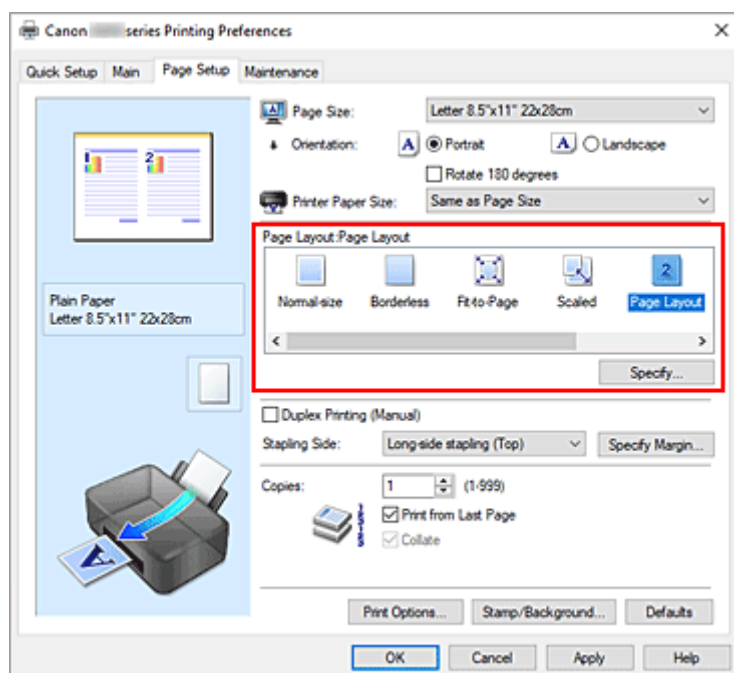 Canon series Printing Preferences
Quick Setup Main Page Setup Maintenance
Page Size: Letter 8.5"x11" 22x28cm
Orientation: A Portrait A Landscape
Rotate 180 degrees
Printer Paper Size: Same as Page Size
1 2
Page Layout:Page Layout
2
Normal-size Borderless Fit-to-Page Scaled Page Layout
Specify...
Plain Paper
Letter 8.5"x11" 22x28cm
Duplex Printing (Manual)
Stapling Side: Long-side stapling (Top) Specify Margin...
Copies: 1 (1-999)
Print from Last Page
Collate
A
Print Options... Stamp/Background... Defaults
OK Cancel Apply Help